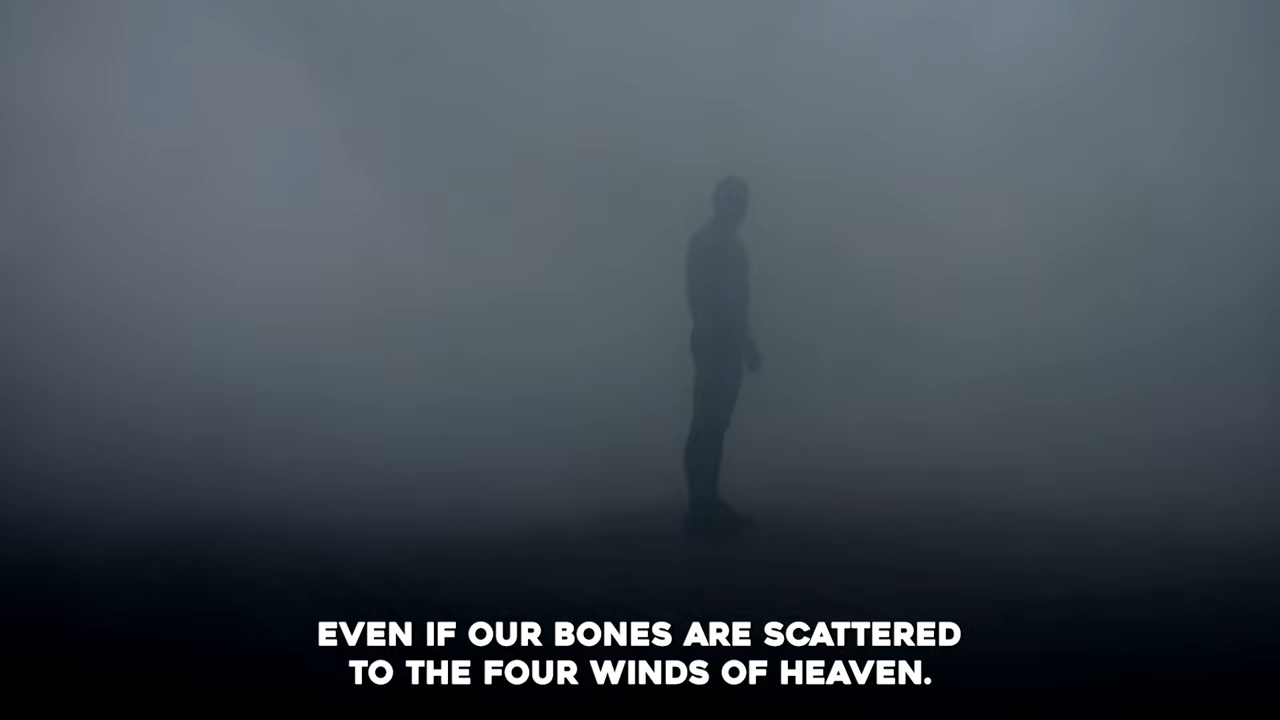 EVEN IF OUR BONES ARE SCATTERED
TO THE FOUR WINDS OF HEAVEN.